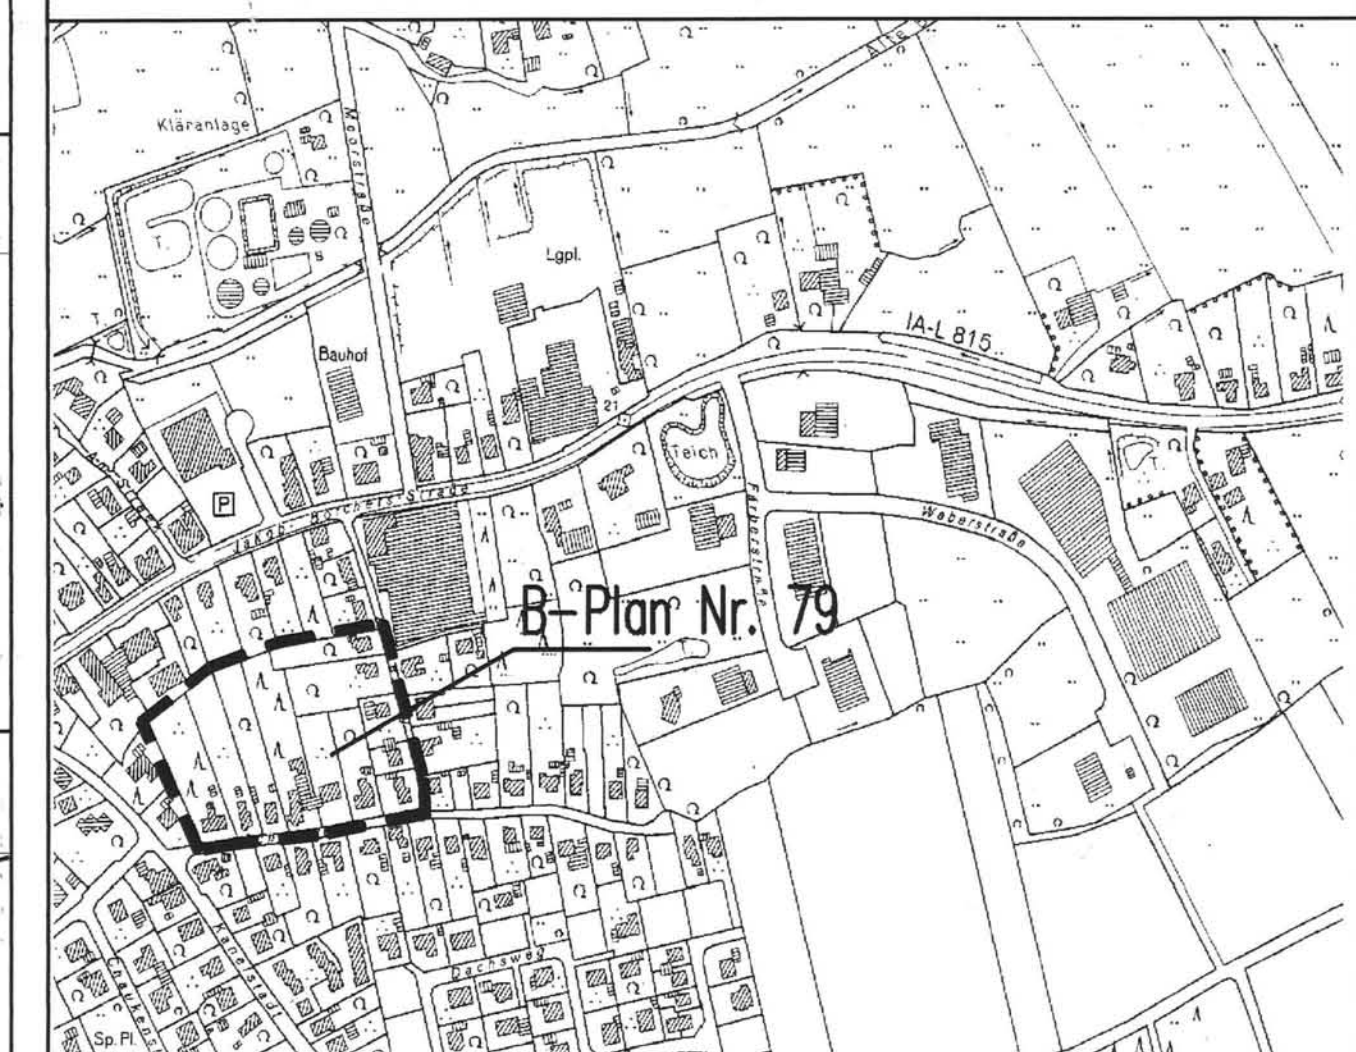 Kläranlage
Moorstraße
T.
Lgpl.
T.
Bauhof
IA-L 815
21
Teich
P
Jakob-Borchers-Straße
Färberstraße
Weberstraße
T.
B-Plan Nr. 79
Kanelstadt
Dachsweg
Sp. Pl.